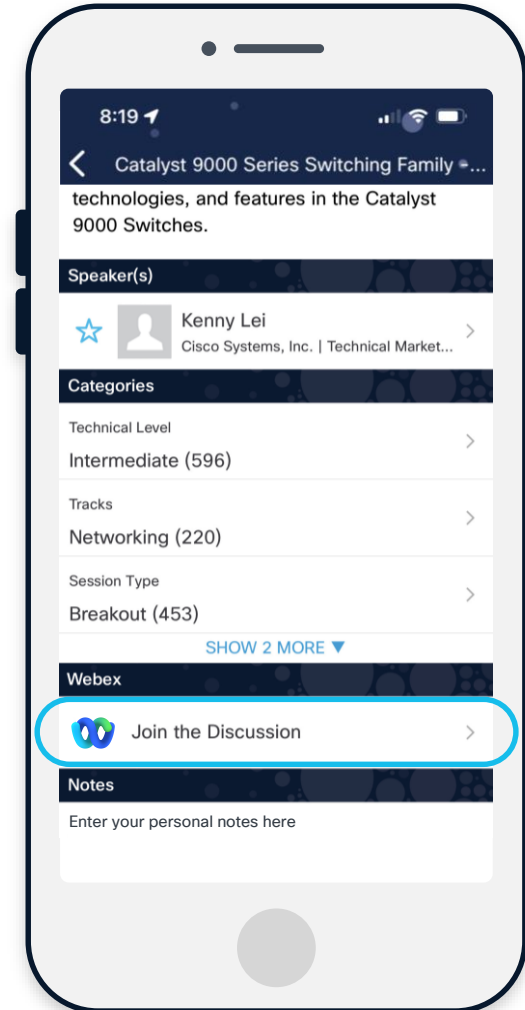 8:19
Catalyst 9000 Series Switching Family -...
technologies, and features in the Catalyst
9000 Switches.
Speaker(s)
Kenny Lei
Cisco Systems, Inc. | Technical Market...
Categories
Technical Level
Intermediate (596)
Tracks
Networking (220)
Session Type
Breakout (453)
SHOW 2 MORE ▼
Webex
Join the Discussion
Notes
Enter your personal notes here